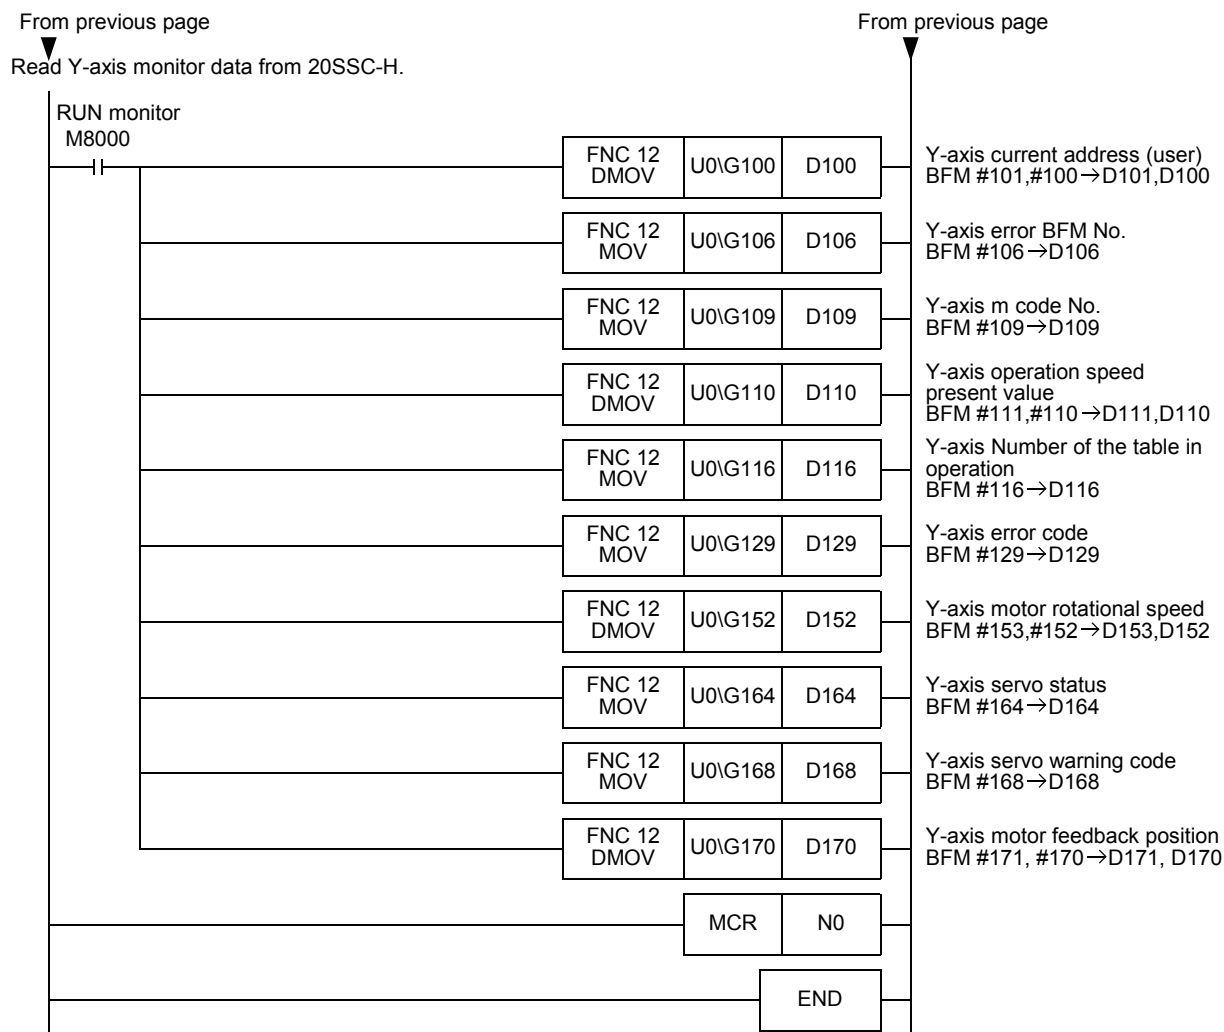 From previous page
From previous page
Read Y-axis monitor data from 20SSC-H.
RUN monitor
M8000
FNC 12
DMOV
U0\G100
D100
Y-axis current address (user)
BFM #101,#100→D101,D100
FNC 12
MOV
U0\G106
D106
Y-axis error BFM No.
BFM #106→D106
FNC 12
MOV
U0\G109
D109
Y-axis m code No.
BFM #109→D109
FNC 12
DMOV
U0\G110
D110
Y-axis operation speed
present value
BFM #111,#110→D111,D110
FNC 12
MOV
U0\G116
D116
Y-axis Number of the table in
operation
BFM #116→D116
FNC 12
MOV
U0\G129
D129
Y-axis error code
BFM #129→D129
FNC 12
DMOV
U0\G152
D152
Y-axis motor rotational speed
BFM #153,#152→D153,D152
FNC 12
MOV
U0\G164
D164
Y-axis servo status
BFM #164→D164
FNC 12
MOV
U0\G168
D168
Y-axis servo warning code
BFM #168→D168
FNC 12
DMOV
U0\G170
D170
Y-axis motor feedback position
BFM #171, #170→D171, D170
MCR
N0
END